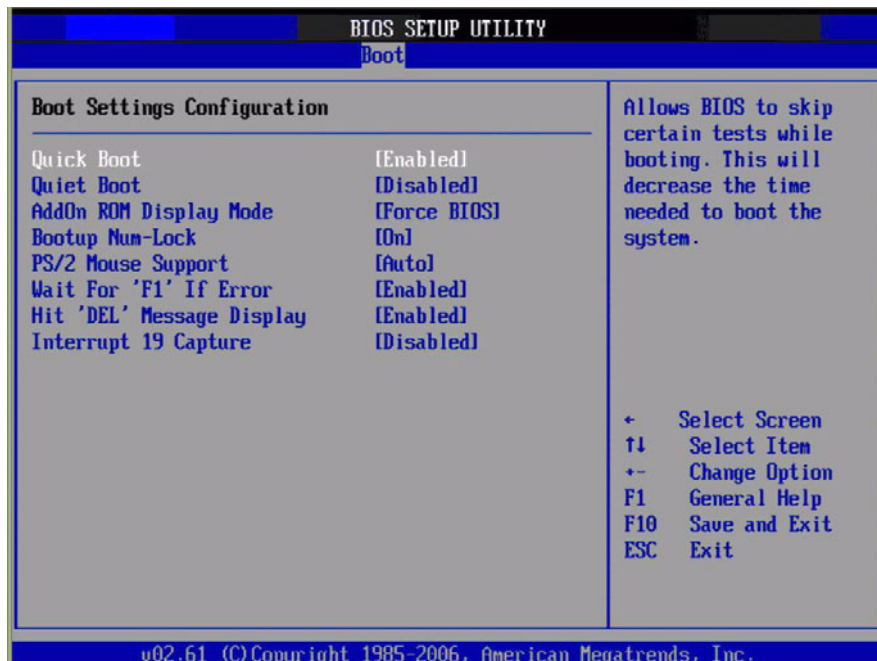 BIOS SETUP UTILITY
Boot
Boot Settings Configuration
Quick Boot [Enabled]
Quiet Boot [Disabled]
AddOn ROM Display Mode [Force BIOS]
Bootup Num-Lock [On]
PS/2 Mouse Support [Auto]
Wait For 'F1' If Error [Enabled]
Hit 'DEL' Message Display [Enabled]
Interrupt 19 Capture [Disabled]
Allows BIOS to skip
certain tests while
booting. This will
decrease the time
needed to boot the
system.
← Select Screen
↑↓ Select Item
+- Change Option
F1 General Help
F10 Save and Exit
ESC Exit
v02.61 (C)Copyright 1985-2006, American Megatrends, Inc.